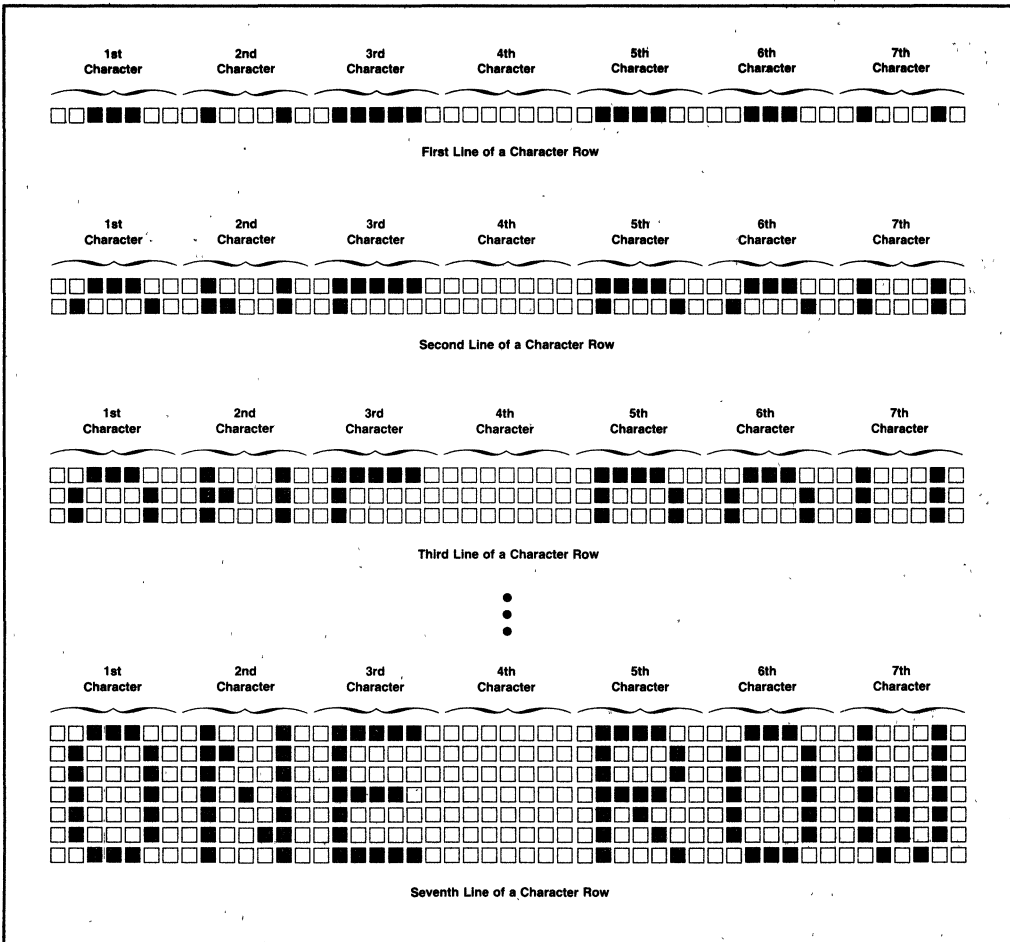 1st 2nd 3rd 4th 5th 6th 7th
Character Character Character Character Character Character Character
First Line of a Character Row
1st 2nd 3rd 4th 5th 6th 7th
Character Character Character Character Character Character Character
Second Line of a Character Row
1st 2nd 3rd 4th 5th 6th 7th
Character Character Character Character Character Character Character
Third Line of a Character Row
1st 2nd 3rd 4th 5th 6th 7th
Character Character Character Character Character Character Character
ONE ROW
Seventh Line of a Character Row